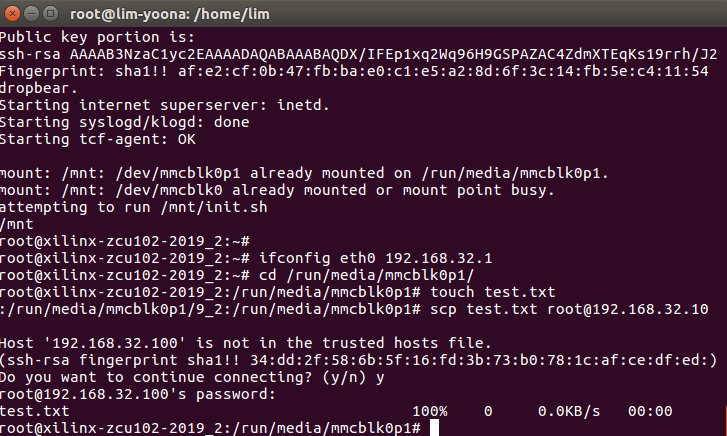 root@lim-yoona: /home/lim
Public key portion is:
ssh-rsa AAAAB3NzaC1yc2EAAAADAQABAAABAQDX/IFEp1xq2Wq96H9GSPAZAC4ZdmXTEqKs19rrh/J2
Fingerprint: sha1!! af:e2:cf:0b:47:fb:ba:e0:c1:e5:a2:8d:6f:3c:14:fb:5e:c4:11:54
dropbear.
Starting internet superserver: inetd.
Starting syslogd/klogd: done
Starting tcf-agent: OK
mount: /mnt: /dev/mmcblk0p1 already mounted on /run/media/mmcblk0p1.
mount: /mnt: /dev/mmcblk0 already mounted or mount point busy.
attempting to run /mnt/init.sh
/mnt
root@xilinx-zcu102-2019_2:~#
root@xilinx-zcu102-2019_2:~# ifconfig eth0 192.168.32.1
root@xilinx-zcu102-2019_2:~# cd /run/media/mmcblk0p1/
root@xilinx-zcu102-2019_2:/run/media/mmcblk0p1# touch test.txt
:/run/media/mmcblk0p1/9_2:/run/media/mmcblk0p1# scp test.txt root@192.168.32.10
Host '192.168.32.100' is not in the trusted hosts file.
(ssh-rsa fingerprint sha1!! 34:dd:2f:58:6b:5f:16:fd:3b:73:b0:78:1c:af:ce:df:ed:)
Do you want to continue connecting? (y/n) y
root@192.168.32.100's password:
test.txt 100% 0 0.0KB/s 00:00
root@xilinx-zcu102-2019_2:/run/media/mmcblk0p1#